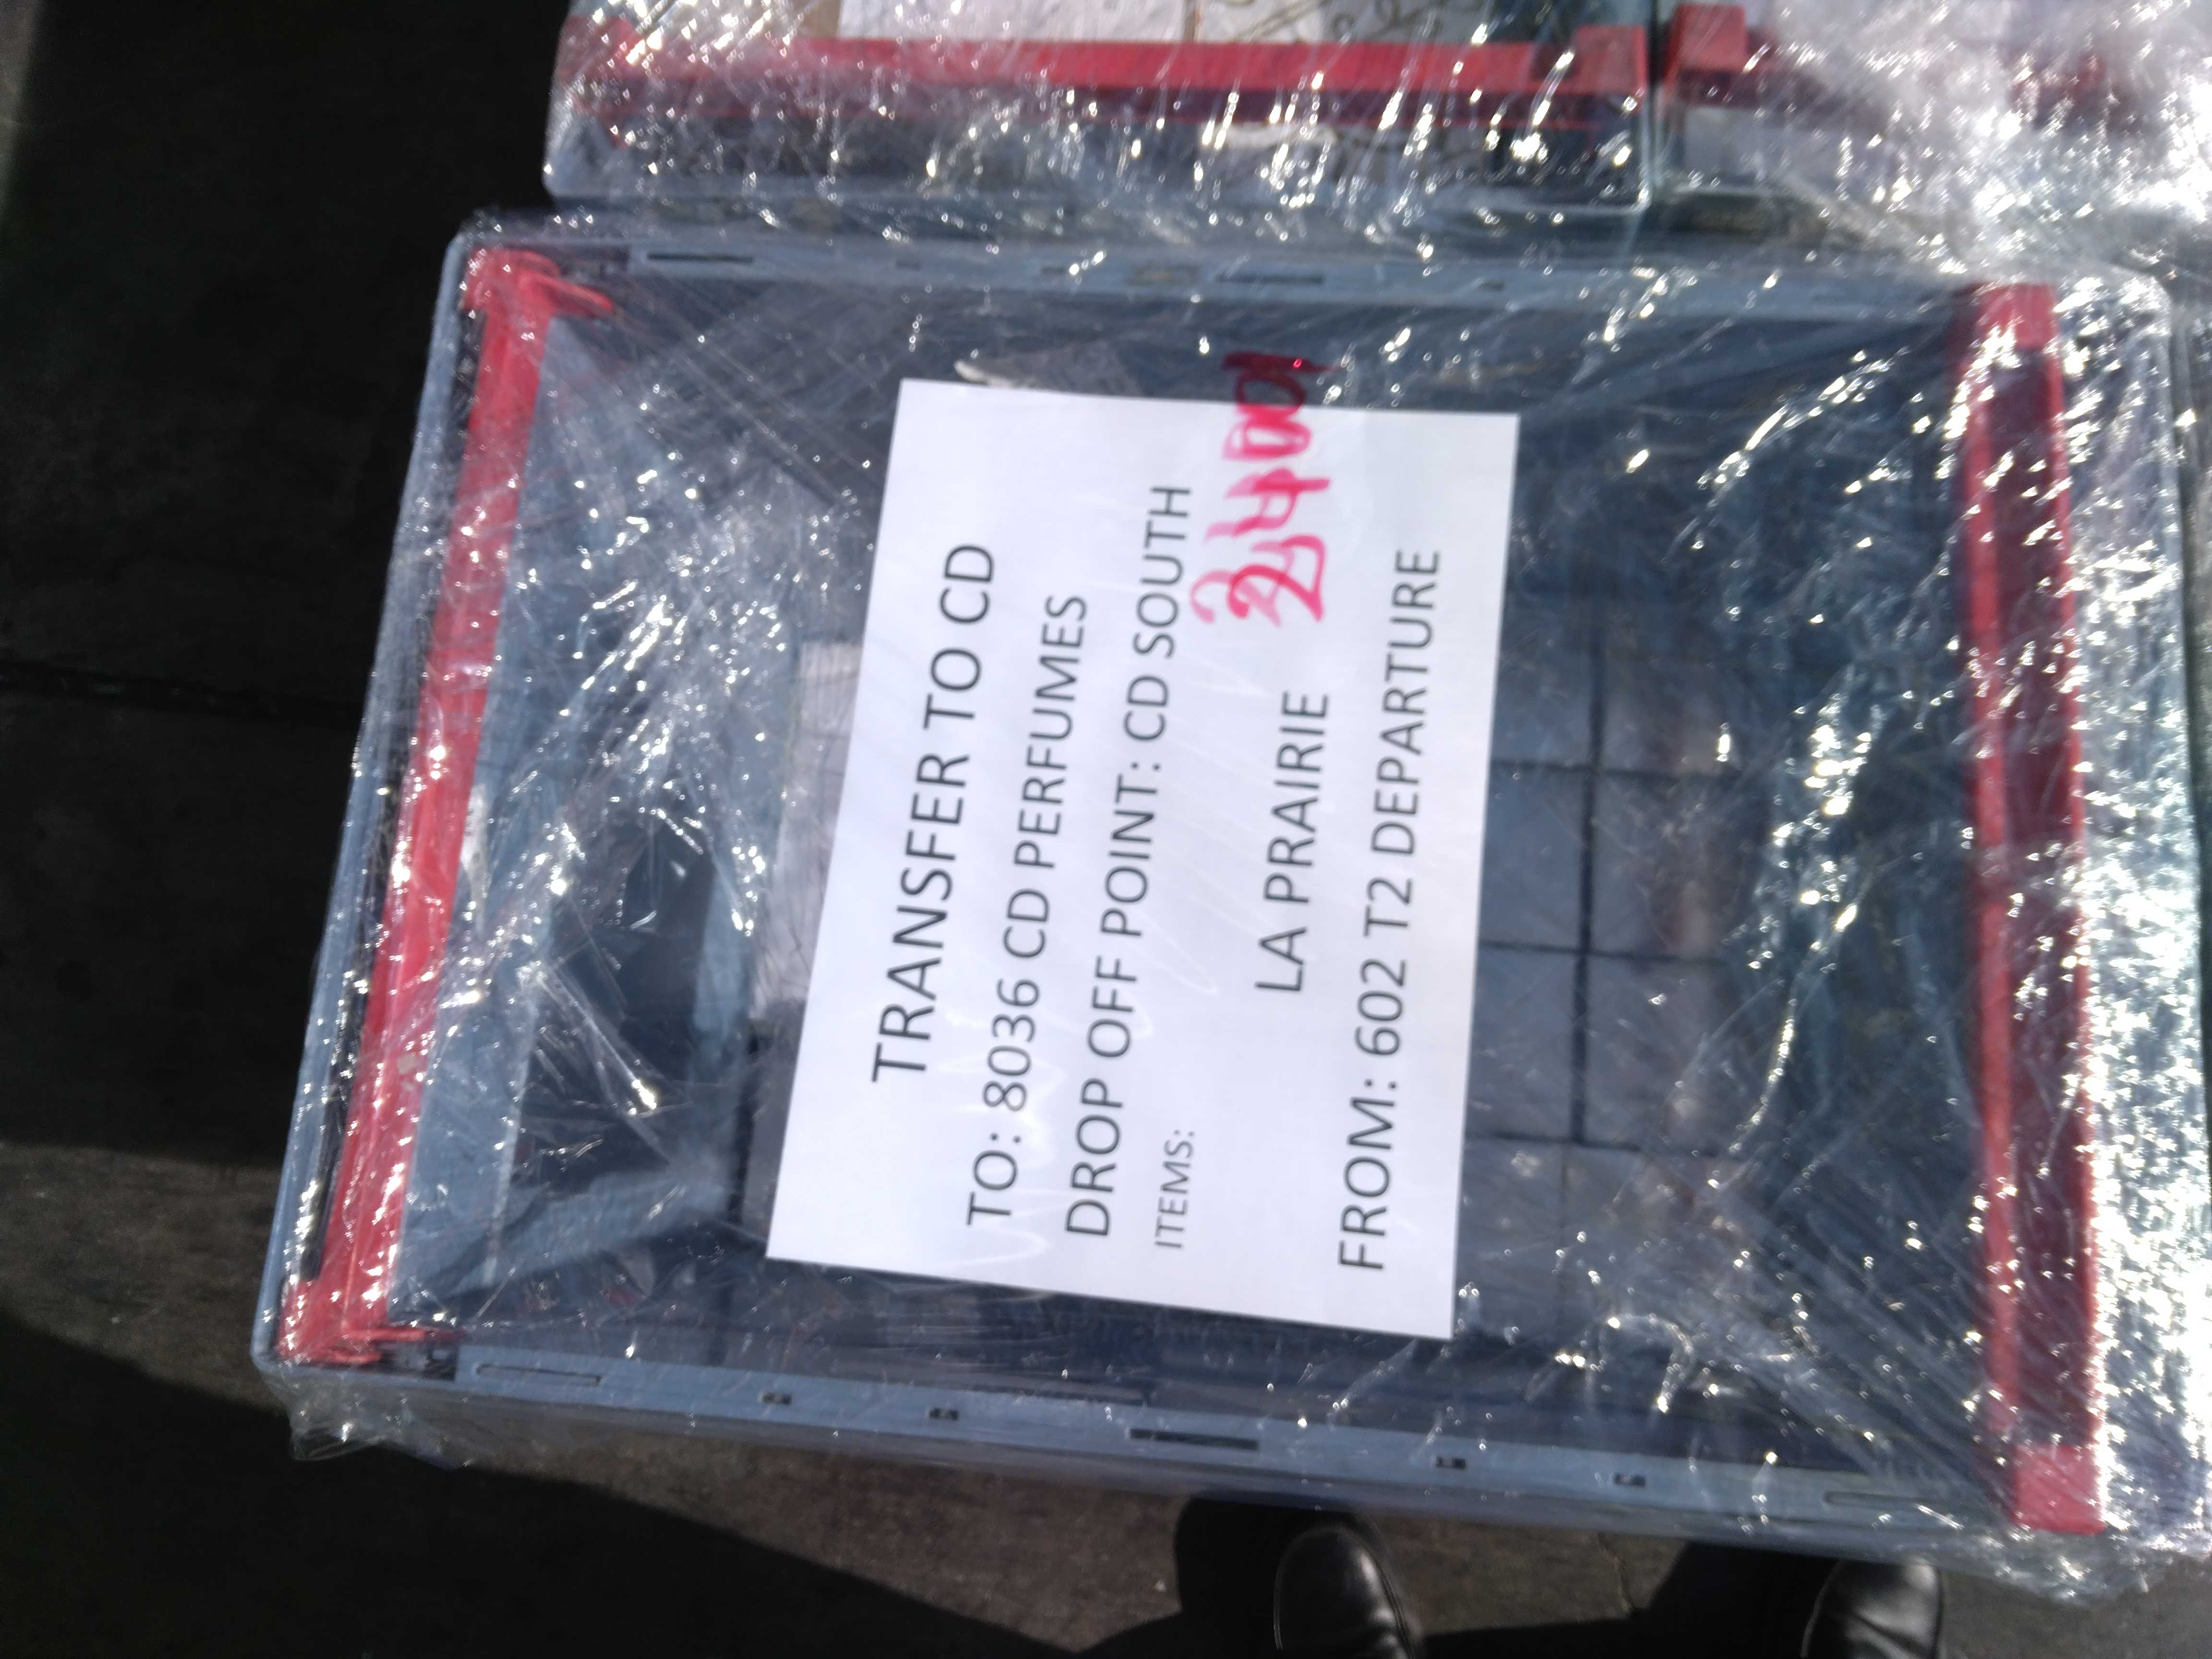 TRANSFER TO CD
TO: 8036 CD PERFUMES
DROP OFF POINT: CD SOUTH
ITEMS:
LA PRAIRIE
FROM: 602 T2 DEPARTURE